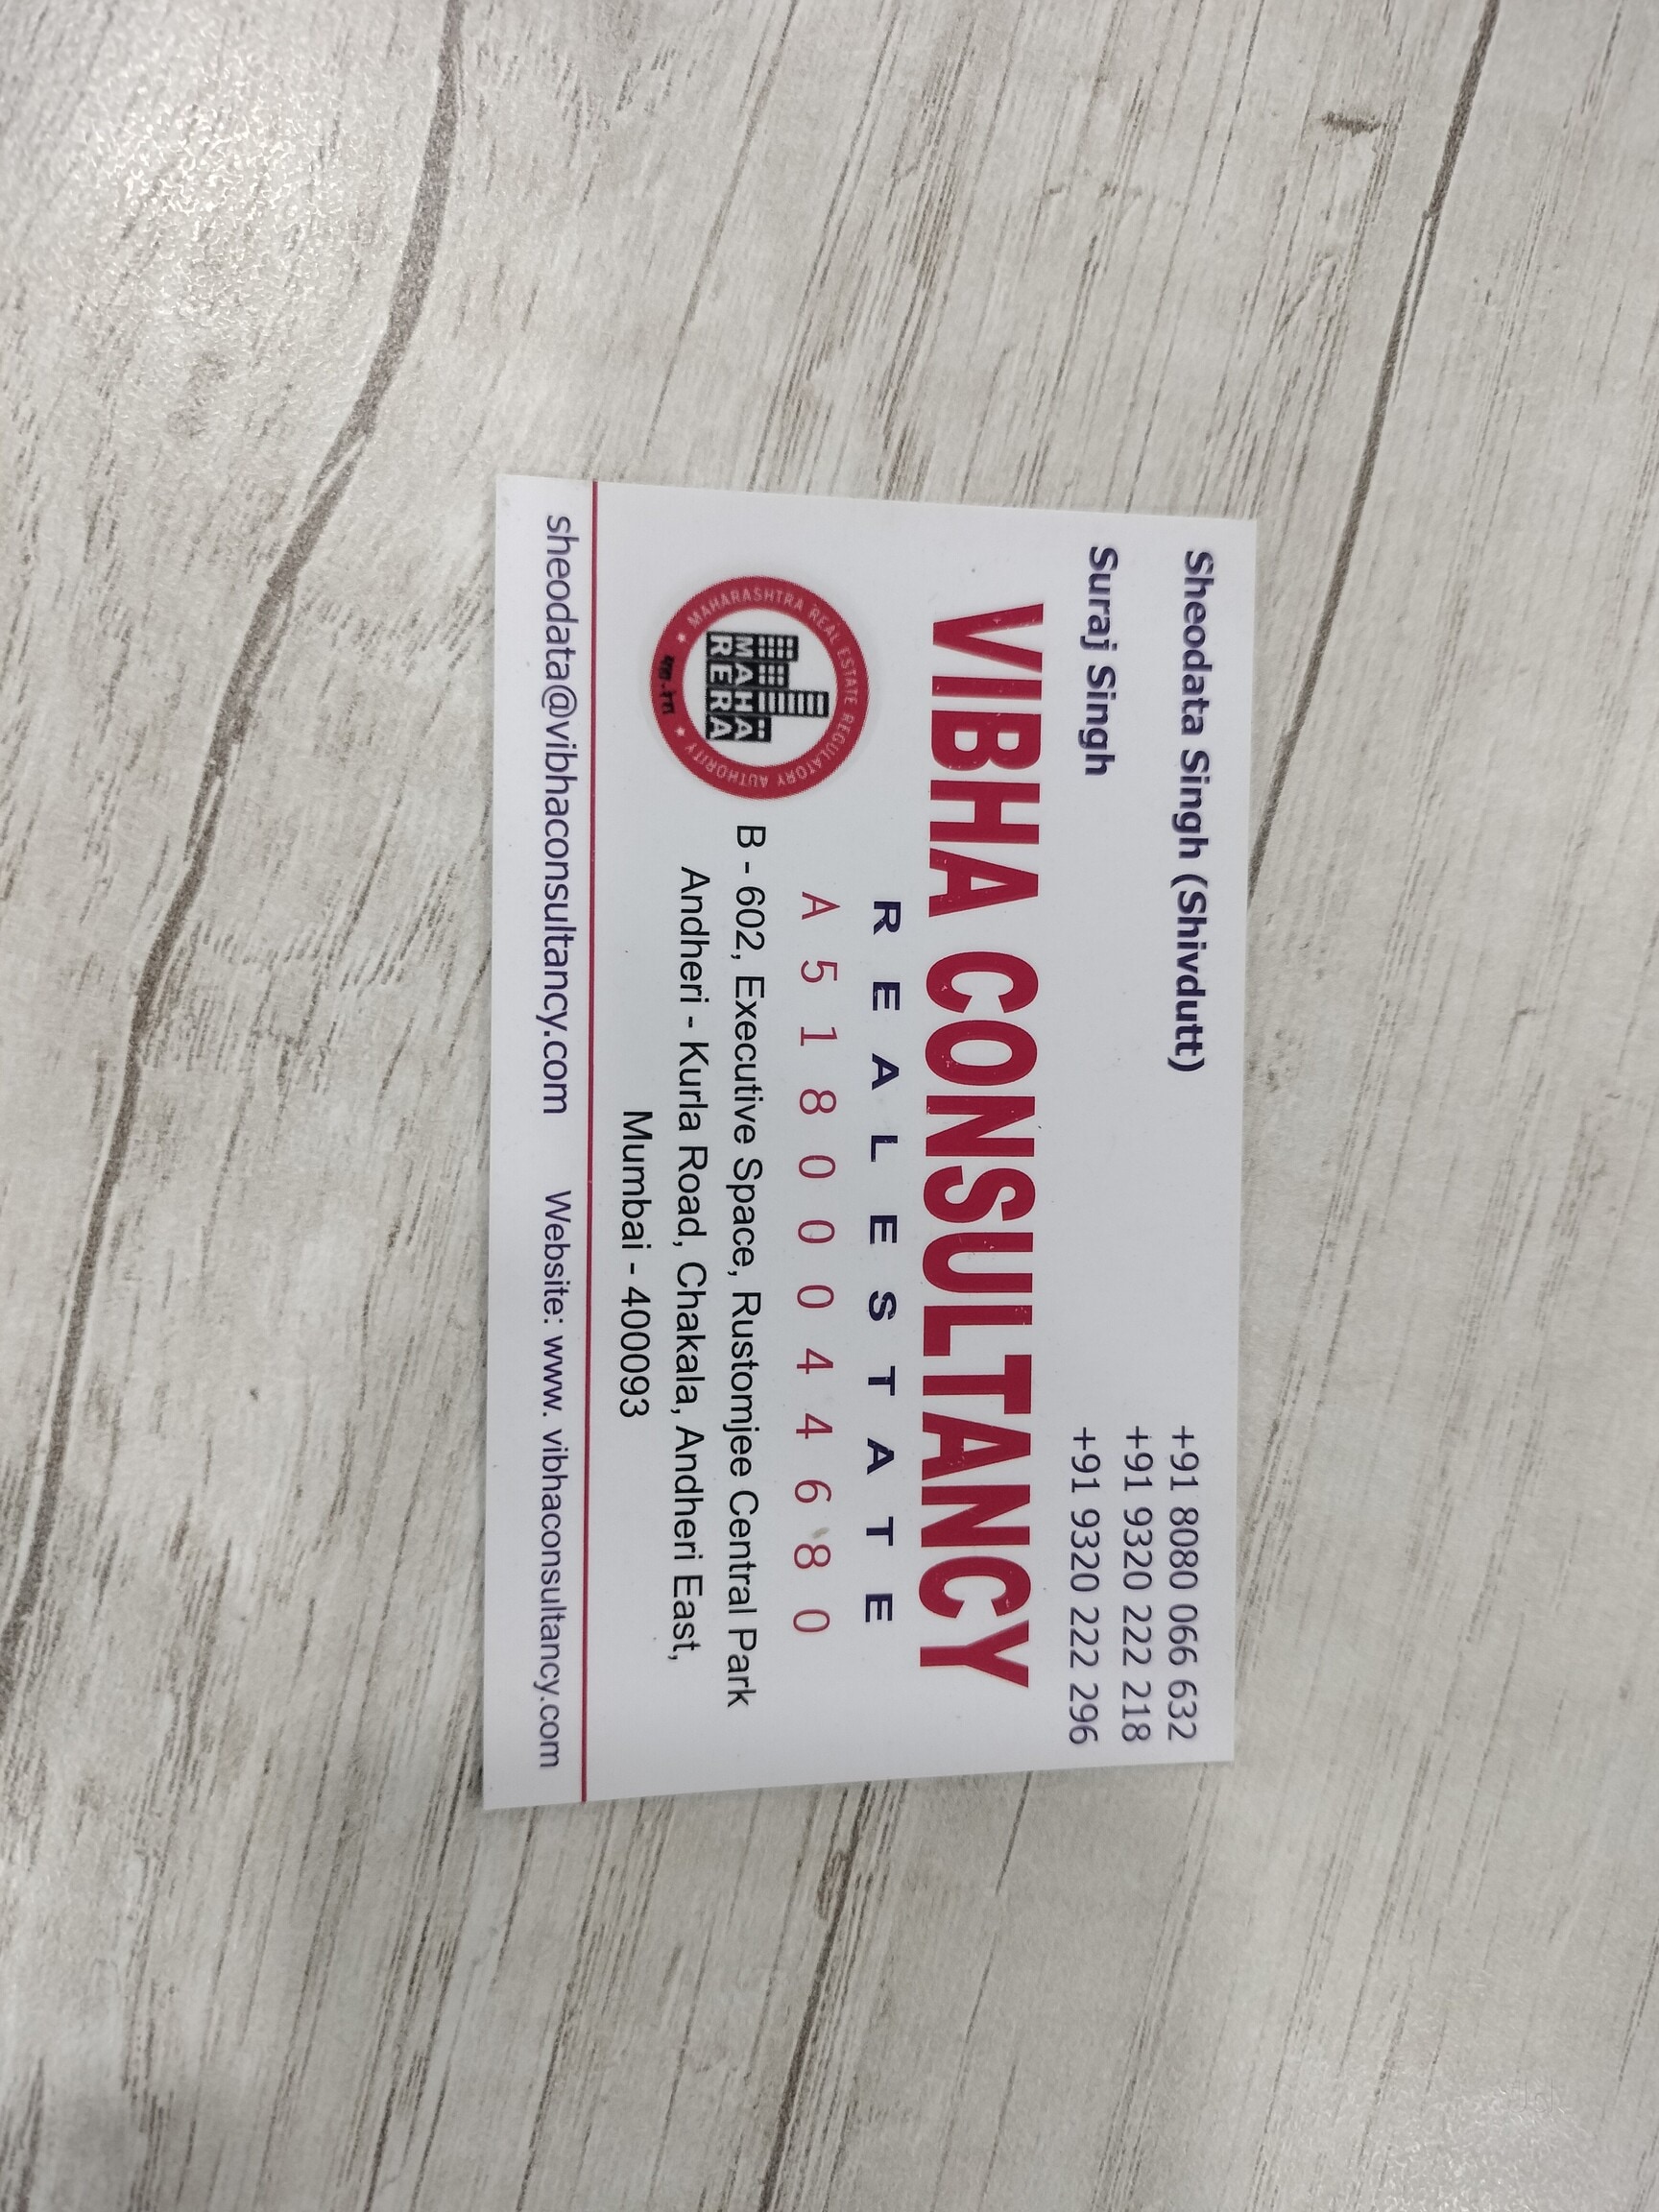 Sheodata Singh (Shivdutt)
+91 8080 066 632
+91 9320 222 218
Suraj Singh
+91 9320 222 296
VIBHA CONSULTANCY
REAL ESTATE
A51800044680
MAHARASHTRA REAL ESTATE REGULATORY AUTHORITY
MAHA
RERA
महा-रेरा
B - 602, Executive Space, Rustomjee Central Park
Andheri - Kurla Road, Chakala, Andheri East,
Mumbai - 400093
sheodata@vibhaconsultancy.com
Website: www. vibhaconsultancy.com